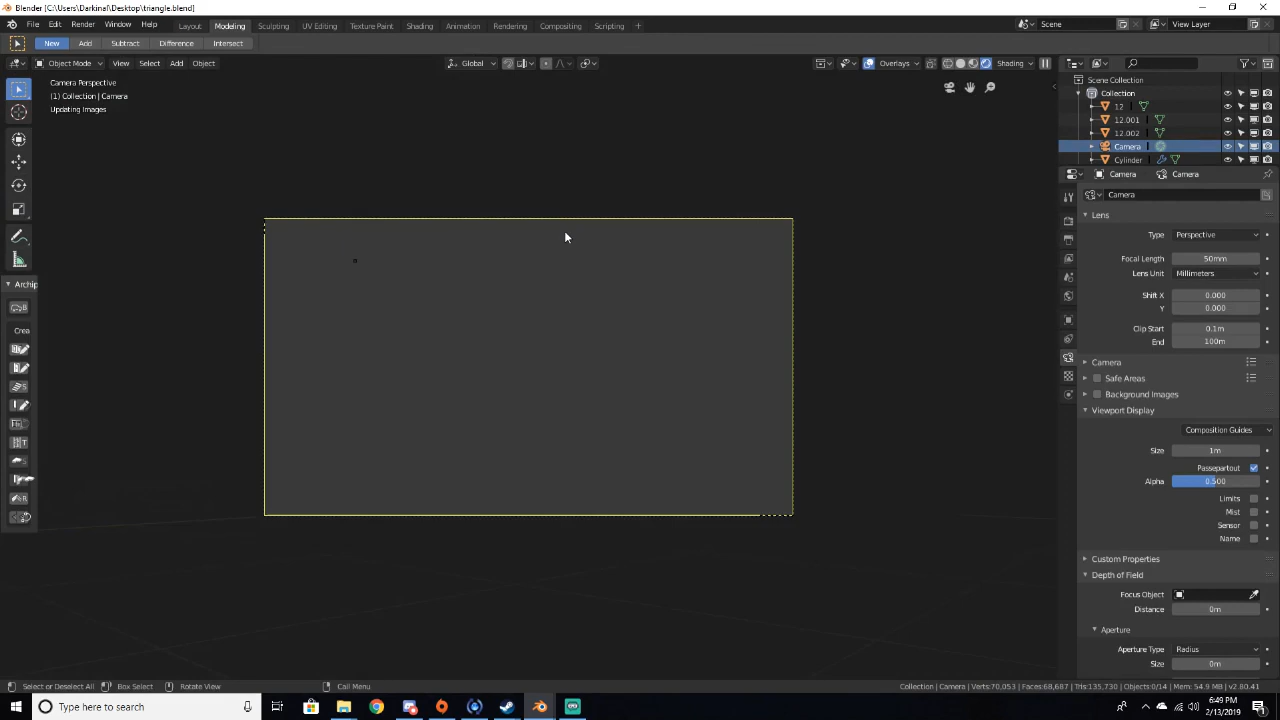 Blender [C:\Users\Darkinal\Desktop\triangle.blend]
File Edit Render Window Help Layout Modeling Sculpting UV Editing Texture Paint Shading Animation Rendering Compositing Scripting + Scene View Layer
New Add Subtract Difference Intersect
Object Mode View Select Add Object Global Overlays Shading
Camera Perspective
(1) Collection | Camera
Updating Images
Scene Collection
Collection
12
12.001
12.002
Camera
Cylinder
Camera Camera
Camera
Lens
Type Perspective
Focal Length 50mm
Lens Unit Millimeters
Shift X 0.000
Y 0.000
Clip Start 0.1m
End 100m
Camera
Safe Areas
Background Images
Viewport Display
Composition Guides
Size 1m
Passepartout
Alpha 0.500
Limits
Mist
Sensor
Name
Custom Properties
Depth of Field
Focus Object
Distance 0m
Aperture
Aperture Type Radius
Size 0m
Archip
Crea
Select or Deselect All Box Select Rotate View Call Menu Collection | Camera | Verts:70,053 | Faces:68,687 | Tris:135,730 | Objects:0/14 | Mem: 54.9 MB | v2.80.41
Type here to search
6:49 PM
2/13/2019